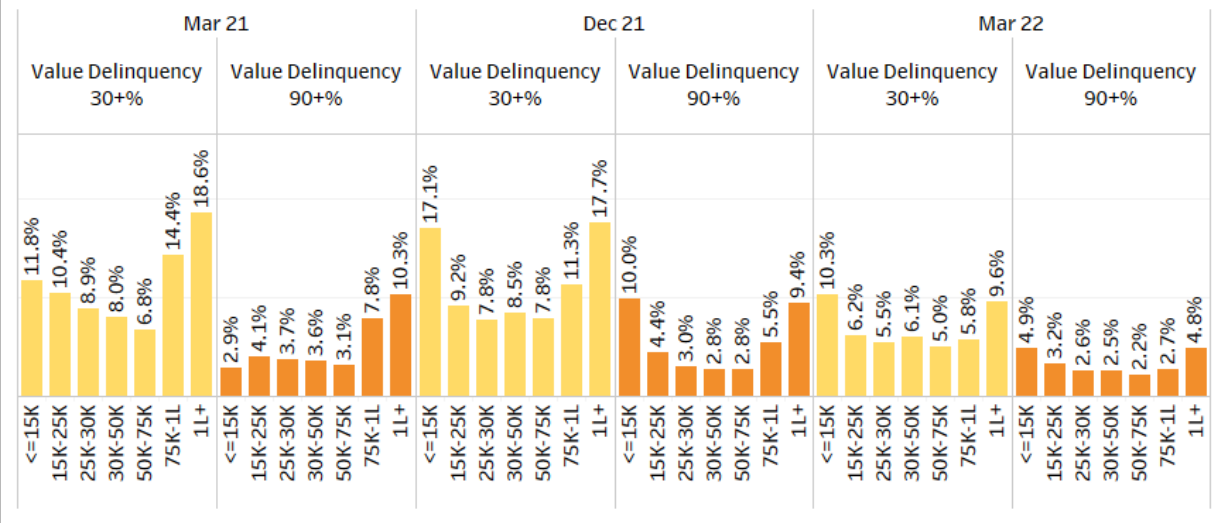 Mar 21
Dec 21
Mar 22
Value Delinquency
30+%
Value Delinquency
90+%
Value Delinquency
30+%
Value Delinquency
90+%
Value Delinquency
30+%
Value Delinquency
90+%
11.8%
10.4%
8.9%
8.0%
6.8%
14.4%
18.6%
2.9%
4.1%
3.7%
3.6%
3.1%
7.8%
10.3%
17.1%
9.2%
7.8%
8.5%
7.8%
11.3%
17.7%
10.0%
4.4%
3.0%
2.8%
2.8%
5.5%
9.4%
10.3%
6.2%
5.5%
6.1%
5.0%
5.8%
9.6%
4.9%
3.2%
2.6%
2.5%
2.2%
2.7%
4.8%
<=15K
15K-25K
25K-30K
30K-50K
50K-75K
75K-1L
1L+
<=15K
15K-25K
25K-30K
30K-50K
50K-75K
75K-1L
1L+
<=15K
15K-25K
25K-30K
30K-50K
50K-75K
75K-1L
1L+
<=15K
15K-25K
25K-30K
30K-50K
50K-75K
75K-1L
1L+
<=15K
15K-25K
25K-30K
30K-50K
50K-75K
75K-1L
1L+
<=15K
15K-25K
25K-30K
30K-50K
50K-75K
75K-1L
1L+